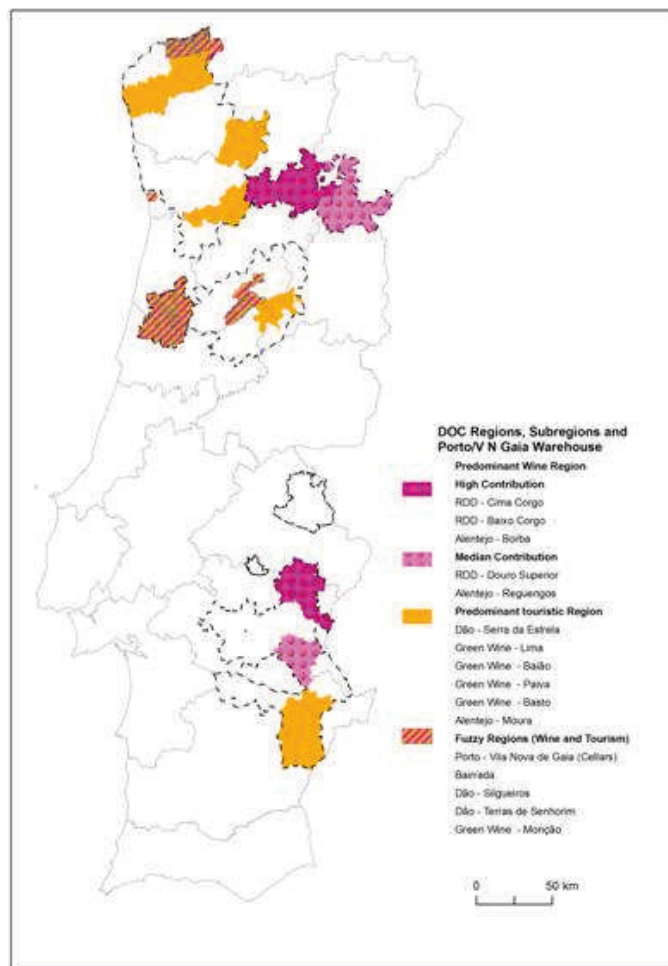 DOC Regions, Subregions and
Porto/V N Gaia Warehouse
Predominant Wine Region
High Contribution
RDD - Cima Corgo
RDD - Baixo Corgo
Alentejo - Borba
Median Contribution
RDD - Douro Superior
Alentejo - Reguengos
Predominant touristic Region
Dão - Serra da Estrela
Green Wine - Lima
Green Wine - Baião
Green Wine - Paiva
Green Wine - Basto
Alentejo - Moura
Fuzzy Regions (Wine and Tourism)
Porto - Vila Nova de Gaia (Cellars)
Bairrada
Dão - Silgueiros
Dão - Terras de Senhorim
Green Wine - Monção
0 50 km